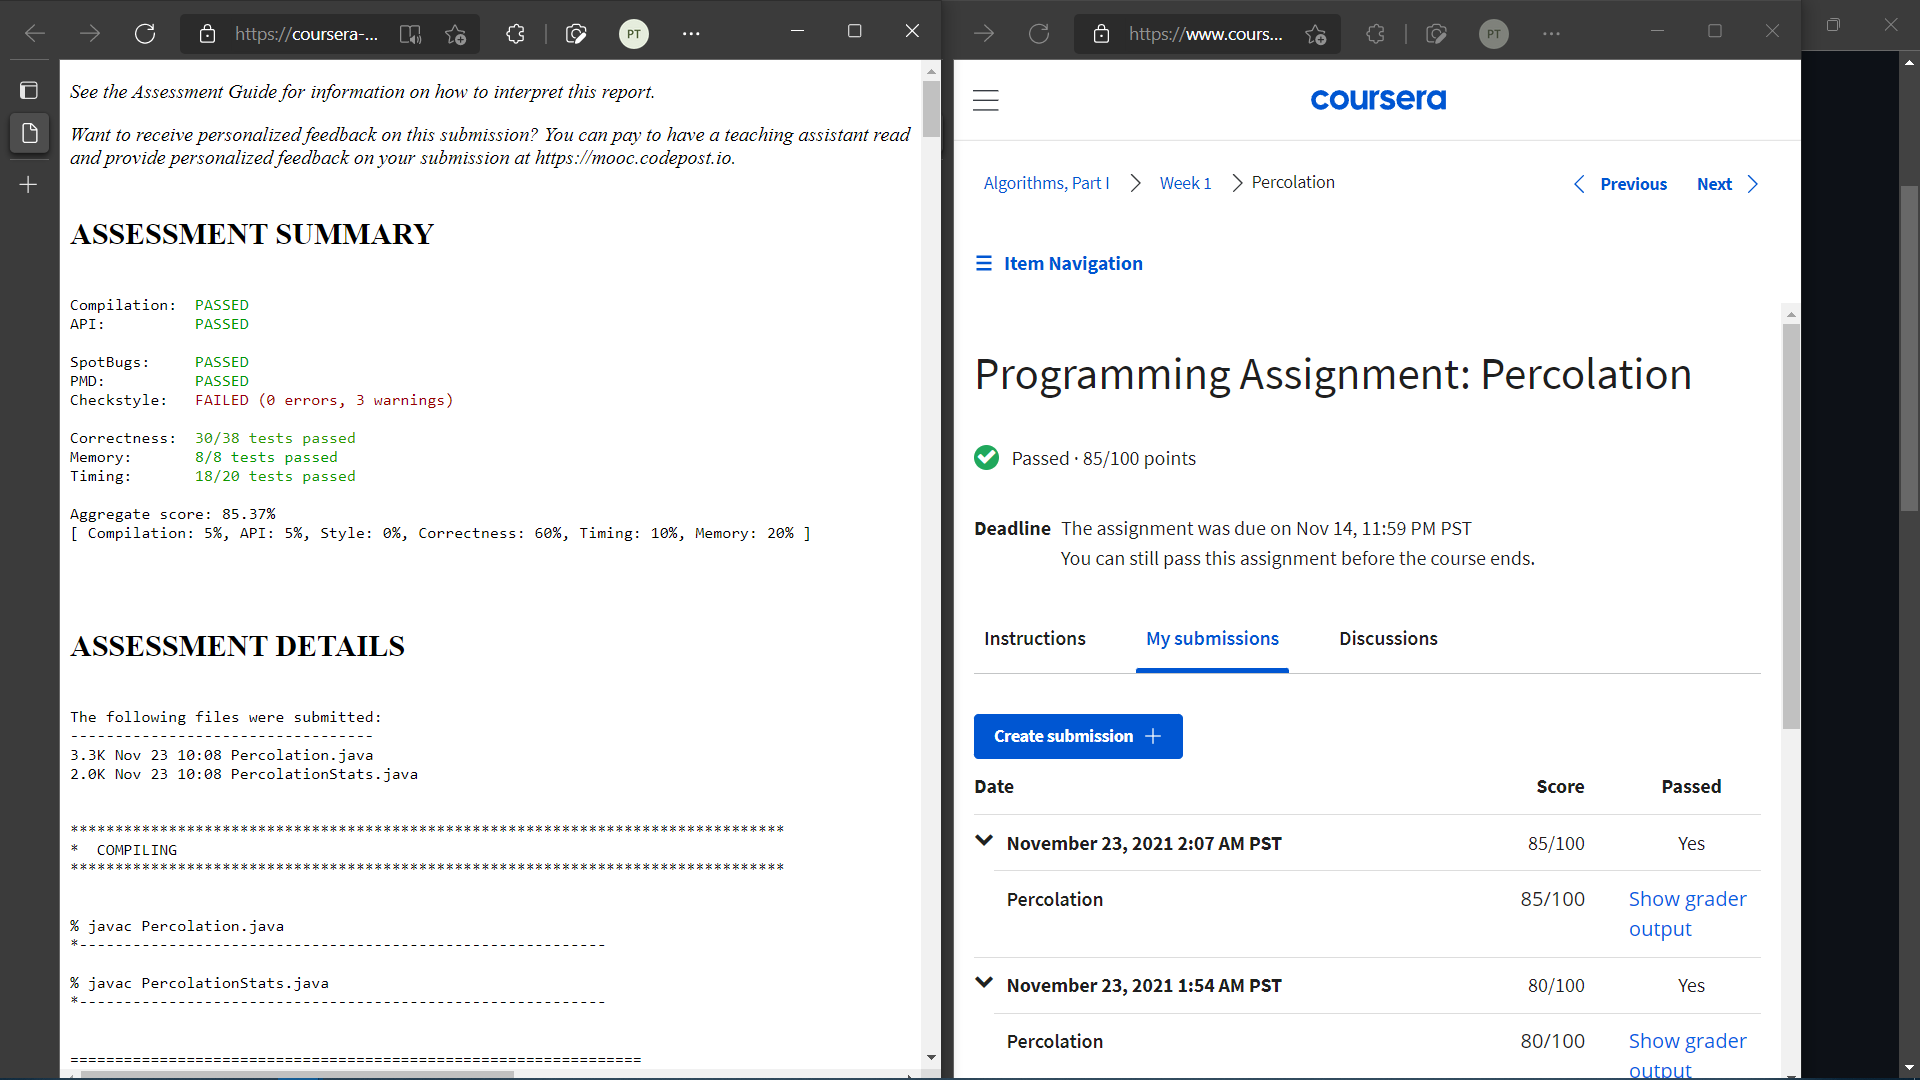 https://coursera-...
PT
See the Assessment Guide for information on how to interpret this report.
Want to receive personalized feedback on this submission? You can pay to have a teaching assistant read
and provide personalized feedback on your submission at https://mooc.codepost.io.
ASSESSMENT SUMMARY
Compilation: PASSED
API: PASSED
SpotBugs: PASSED
PMD: PASSED
Checkstyle: FAILED (0 errors, 3 warnings)
Correctness: 30/38 tests passed
Memory: 8/8 tests passed
Timing: 18/20 tests passed
Aggregate score: 85.37%
[ Compilation: 5%, API: 5%, Style: 0%, Correctness: 60%, Timing: 10%, Memory: 20% ]
ASSESSMENT DETAILS
The following files were submitted:
----------------------------------
3.3K Nov 23 10:08 Percolation.java
2.0K Nov 23 10:08 PercolationStats.java
********************************************************************************
* COMPILING
********************************************************************************
% javac Percolation.java
*-----------------------------------------------------------
% javac PercolationStats.java
*-----------------------------------------------------------
================================================================
https://www.cours...
PT
coursera
Algorithms, Part I > Week 1 > Percolation
< Previous Next >
Item Navigation
Programming Assignment: Percolation
Passed · 85/100 points
Deadline The assignment was due on Nov 14, 11:59 PM PST
You can still pass this assignment before the course ends.
Instructions My submissions Discussions
Create submission +
Date Score Passed
November 23, 2021 2:07 AM PST 85/100 Yes
Percolation 85/100 Show grader
output
November 23, 2021 1:54 AM PST 80/100 Yes
Percolation 80/100 Show grader
output